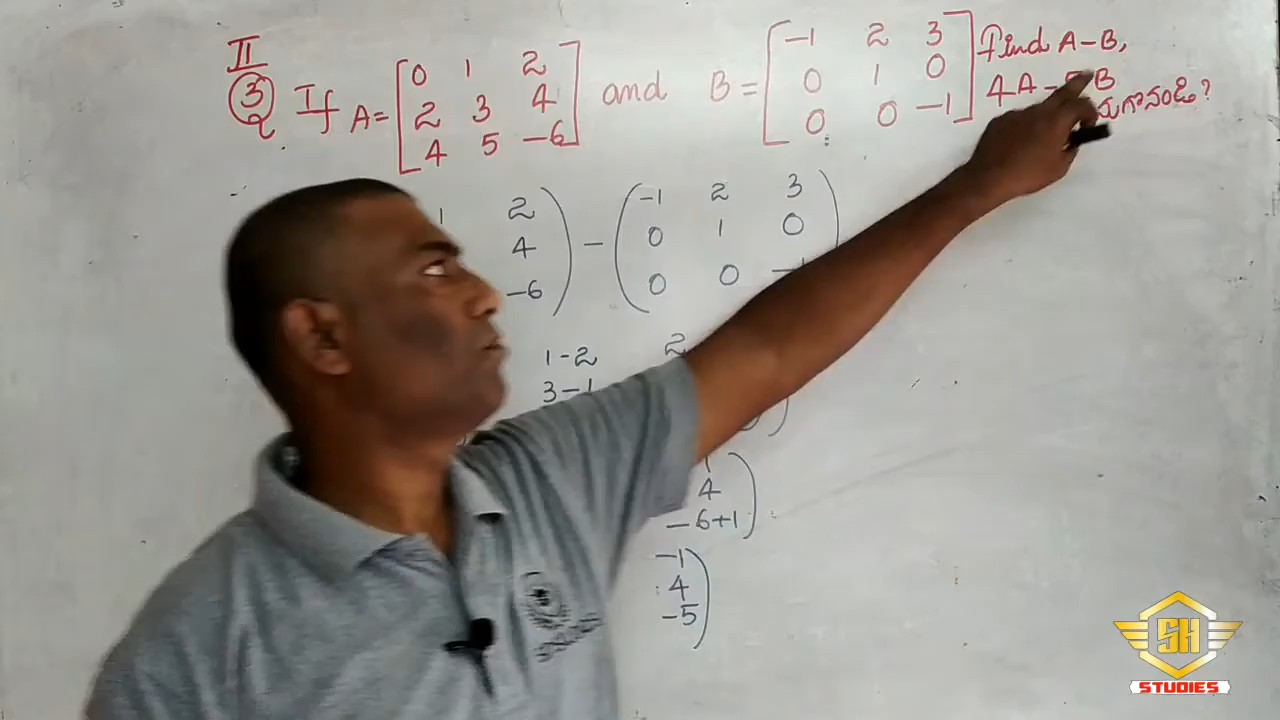 II
③ If A = [ 0 1 2 and B = [ -1 2 3 ] Find A-B,
2 3 4 0 1 0 4A - 5B
4 5 -6 ] 0 0 -1 ]
1 2 ) - ( -1 2 3 )
4 0 1 0
-6 0 0 -1
1-2 2
3-1
4
-6+1 )
-1
4
-5 )
SH
STUDIES